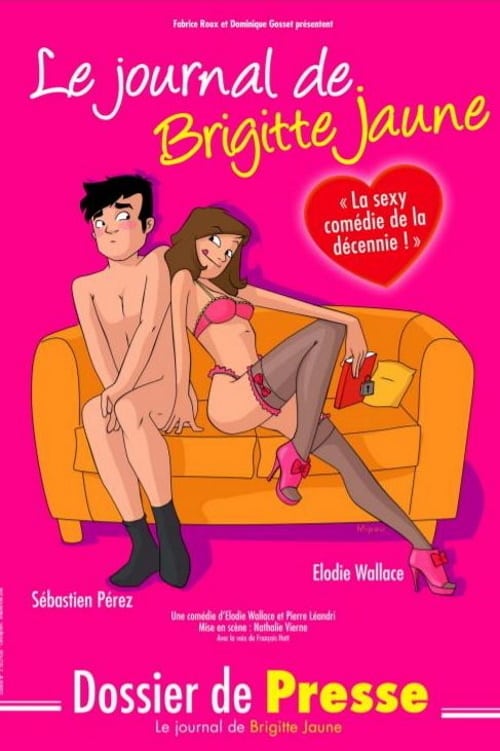 Fabrice Roux et Dominique Gosset présentent
Le journal de
Brigitte Jaune
« La sexy
comédie de la
décennie ! »
Elodie Wallace
Sébastien Pérez
Une comédie d'Elodie Wallace et Pierre Léandri
Mise en scène : Nathalie Vierne
Avec la voix de François Hatt
Dossier de Presse
Le journal de Brigitte Jaune